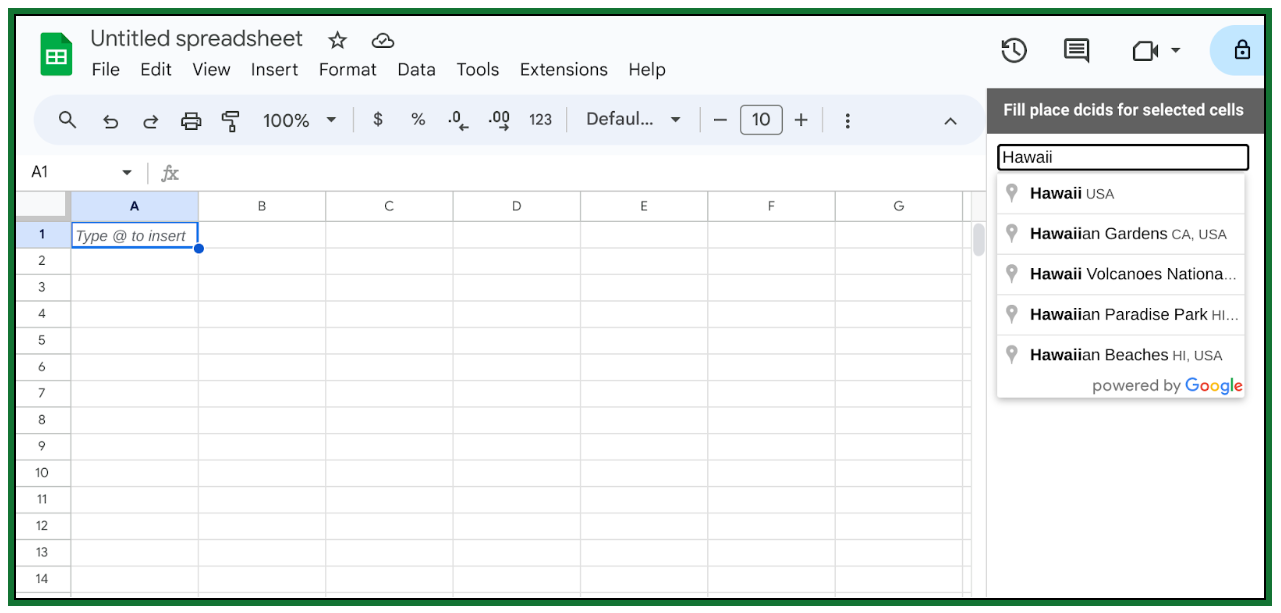 Untitled spreadsheet
File Edit View Insert Format Data Tools Extensions Help
100% $ % .0 .00 123 Defaul... − 10 +
A1 fx
A B C D E F G
1 Type @ to insert
2
3
4
5
6
7
8
9
10
11
12
13
14
Fill place dcids for selected cells
Hawaii
Hawaii USA
Hawaiian Gardens CA, USA
Hawaii Volcanoes Nationa...
Hawaiian Paradise Park HI...
Hawaiian Beaches HI, USA
powered by Google